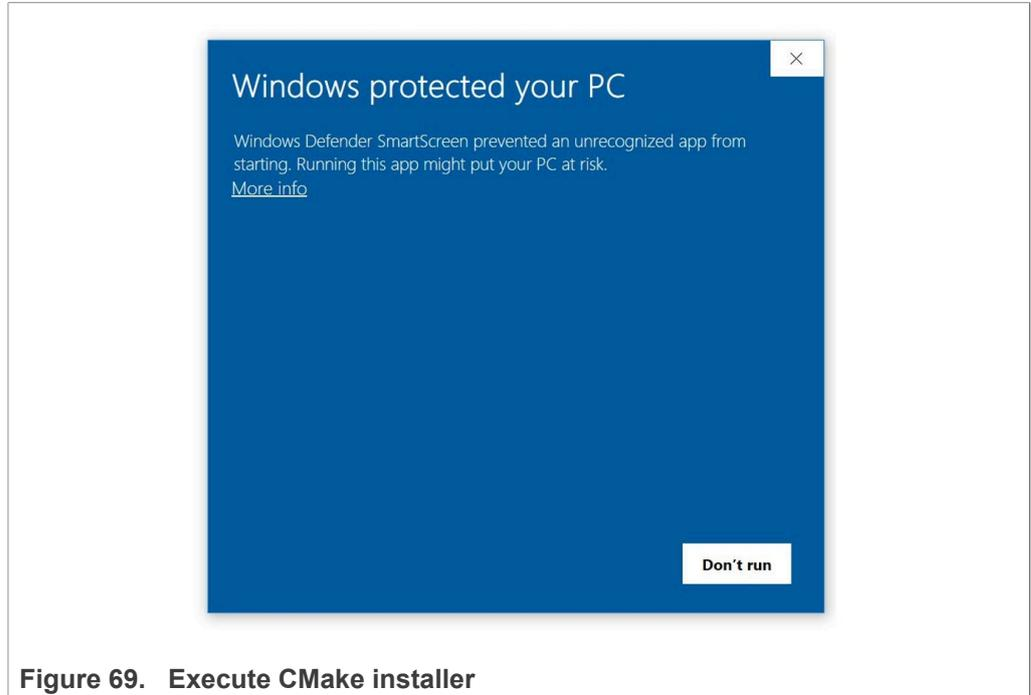 Windows protected your PC
Windows Defender SmartScreen prevented an unrecognized app from
starting. Running this app might put your PC at risk.
More info
Don't run
Figure 69. Execute CMake installer